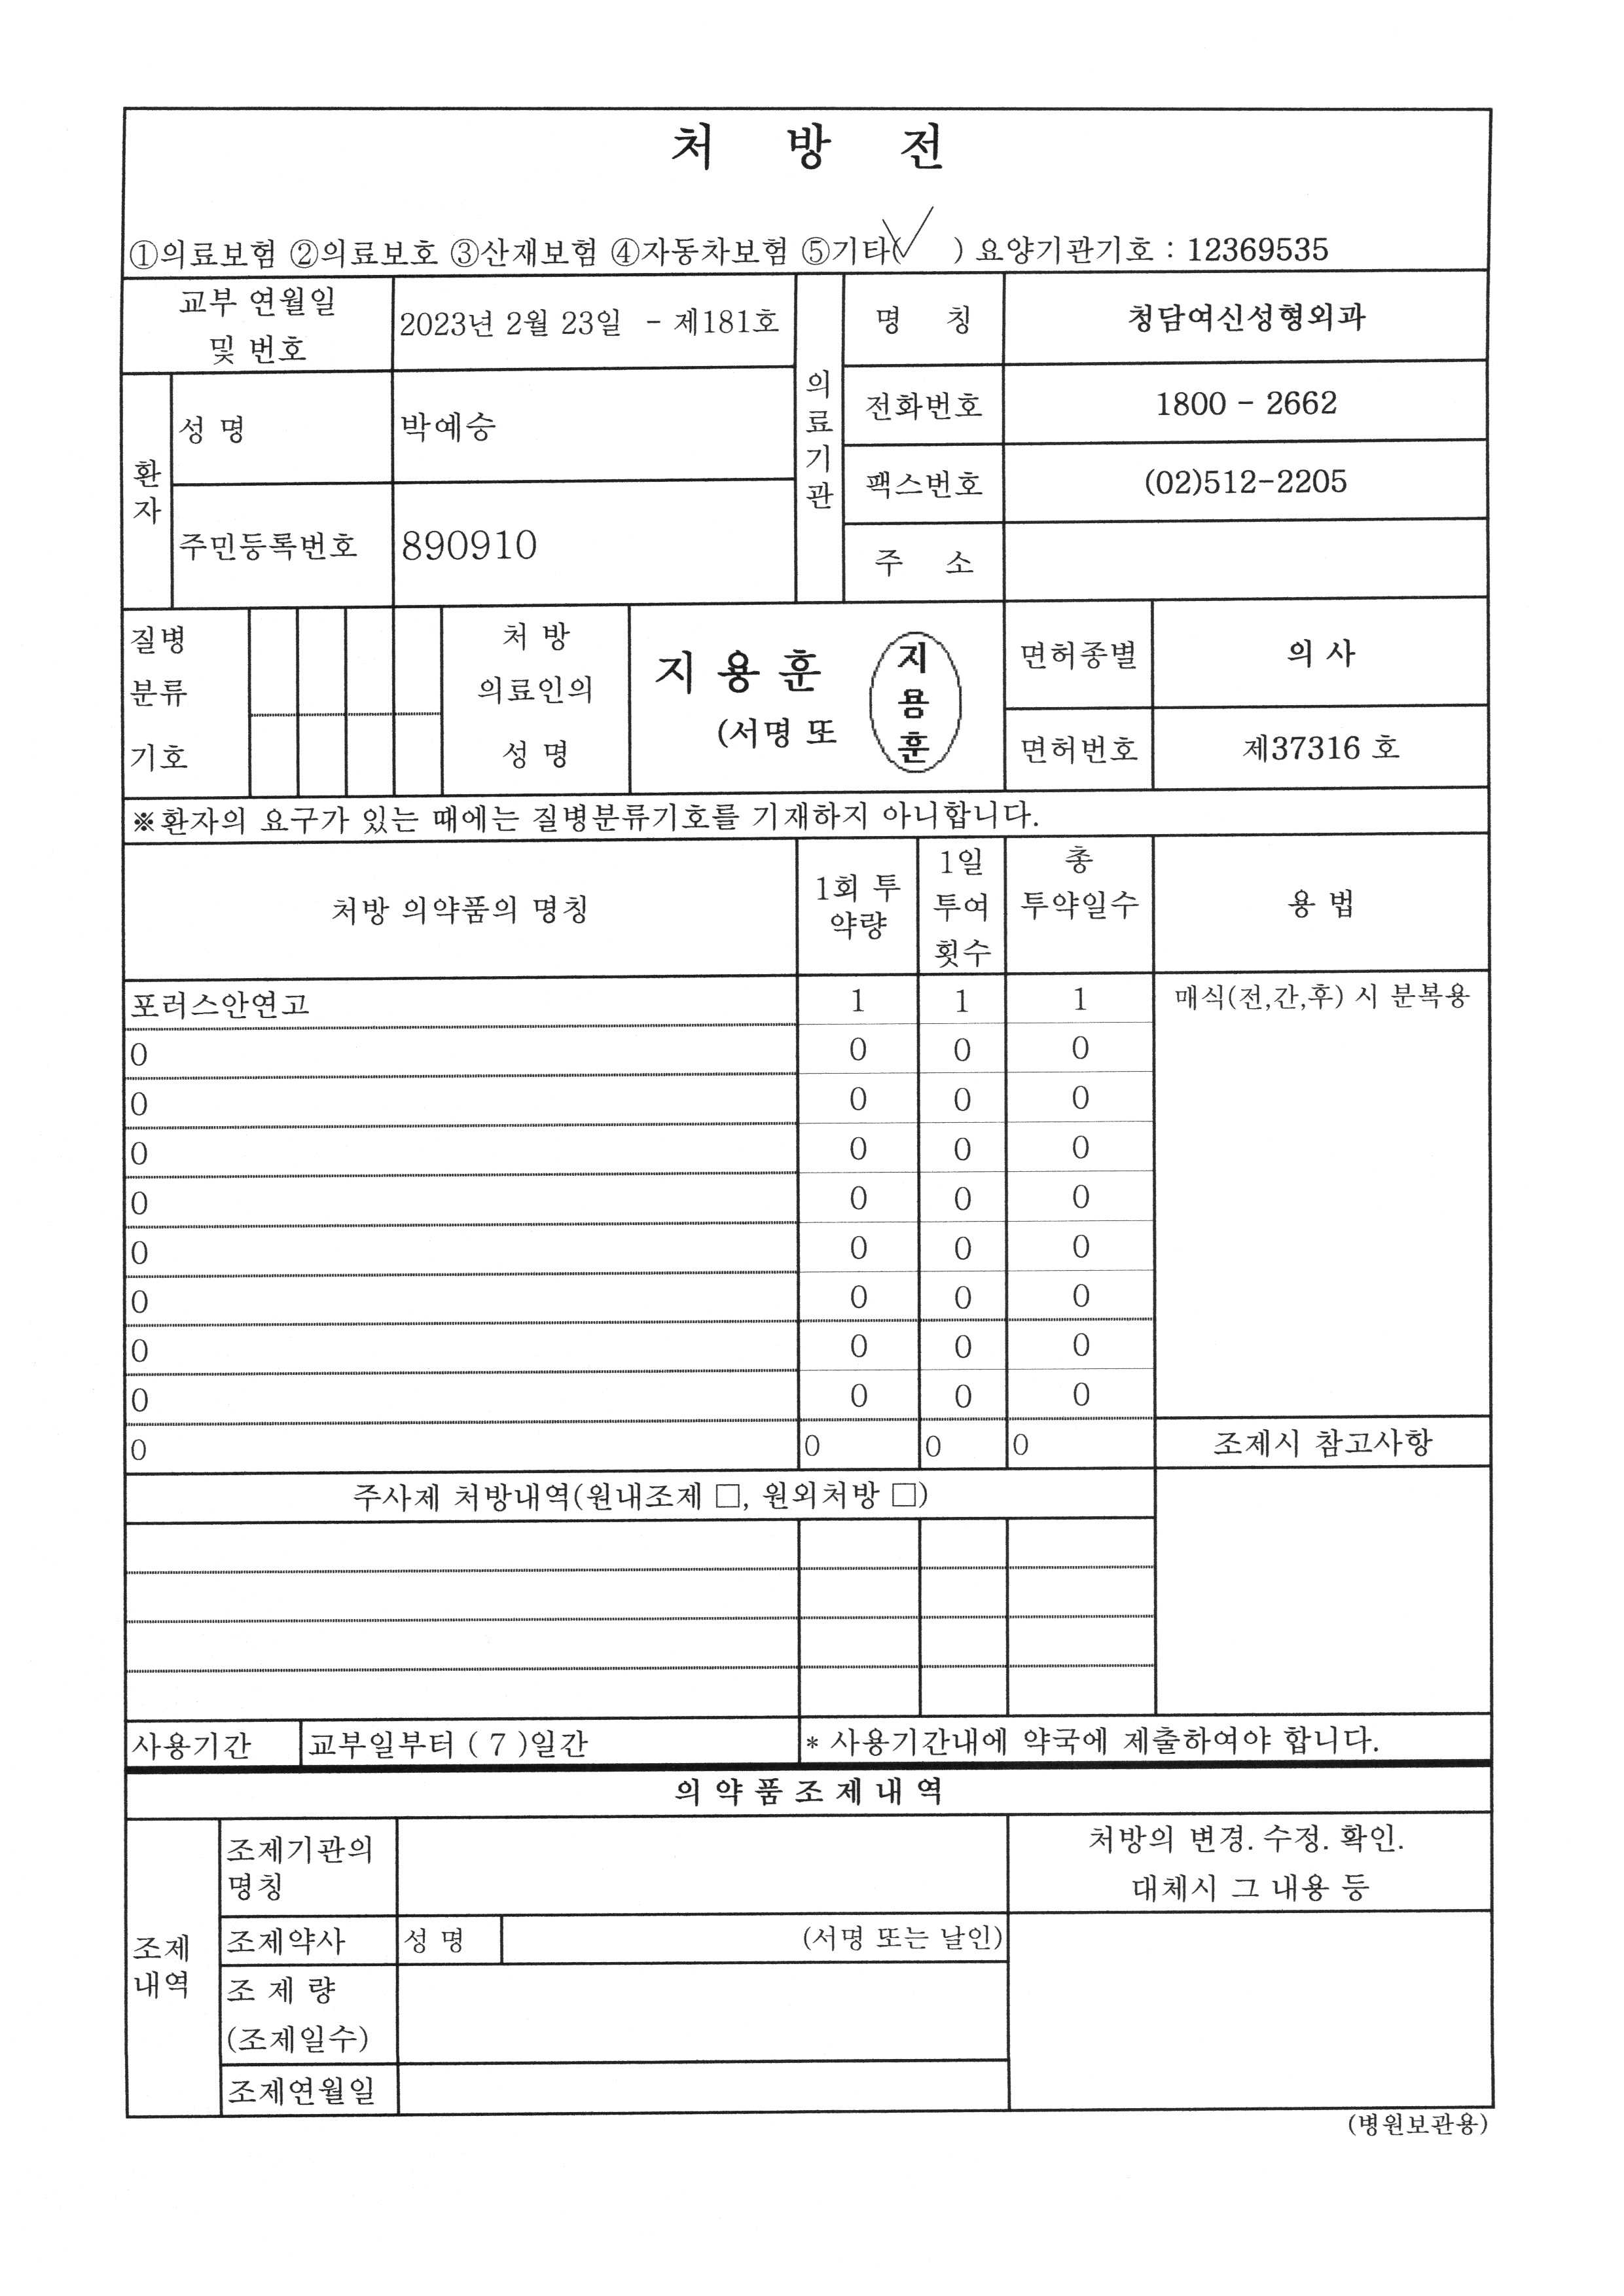 처 방 전
①의료보험 ②의료보호 ③산재보험 ④자동차보험 ⑤기타( ) 요양기관기호 : 12369535
교부 연월일
및 번호
2023년 2월 23일 - 제181호
환자
성 명
박예승
주민등록번호
890910
의료기관
명 칭
청담여신성형외과
전화번호
1800 - 2662
팩스번호
(02)512-2205
주 소
질병
분류
기호
처 방
의료인의
성 명
지 용 훈
(서명 또
지용훈
면허종별
의 사
면허번호
제37316 호
※환자의 요구가 있는 때에는 질병분류기호를 기재하지 아니합니다.
처방 의약품의 명칭
1회 투
약량
1일
투여
횟수
총
투약일수
용 법
포러스안연고 1 1 1 매식(전,간,후) 시 분복용
0 0 0 0
0 0 0 0
0 0 0 0
0 0 0 0
0 0 0 0
0 0 0 0
0 0 0 0
0 0 0 0
0 0 0 0 조제시 참고사항
주사제 처방내역(원내조제 □, 원외처방 □)
사용기간 교부일부터 ( 7 )일간 * 사용기간내에 약국에 제출하여야 합니다.
의 약 품 조 제 내 역
조제
내역
조제기관의
명칭
처방의 변경. 수정. 확인.
대체시 그 내용 등
조제약사 성 명 (서명 또는 날인)
조 제 량
(조제일수)
조제연월일
(병원보관용)